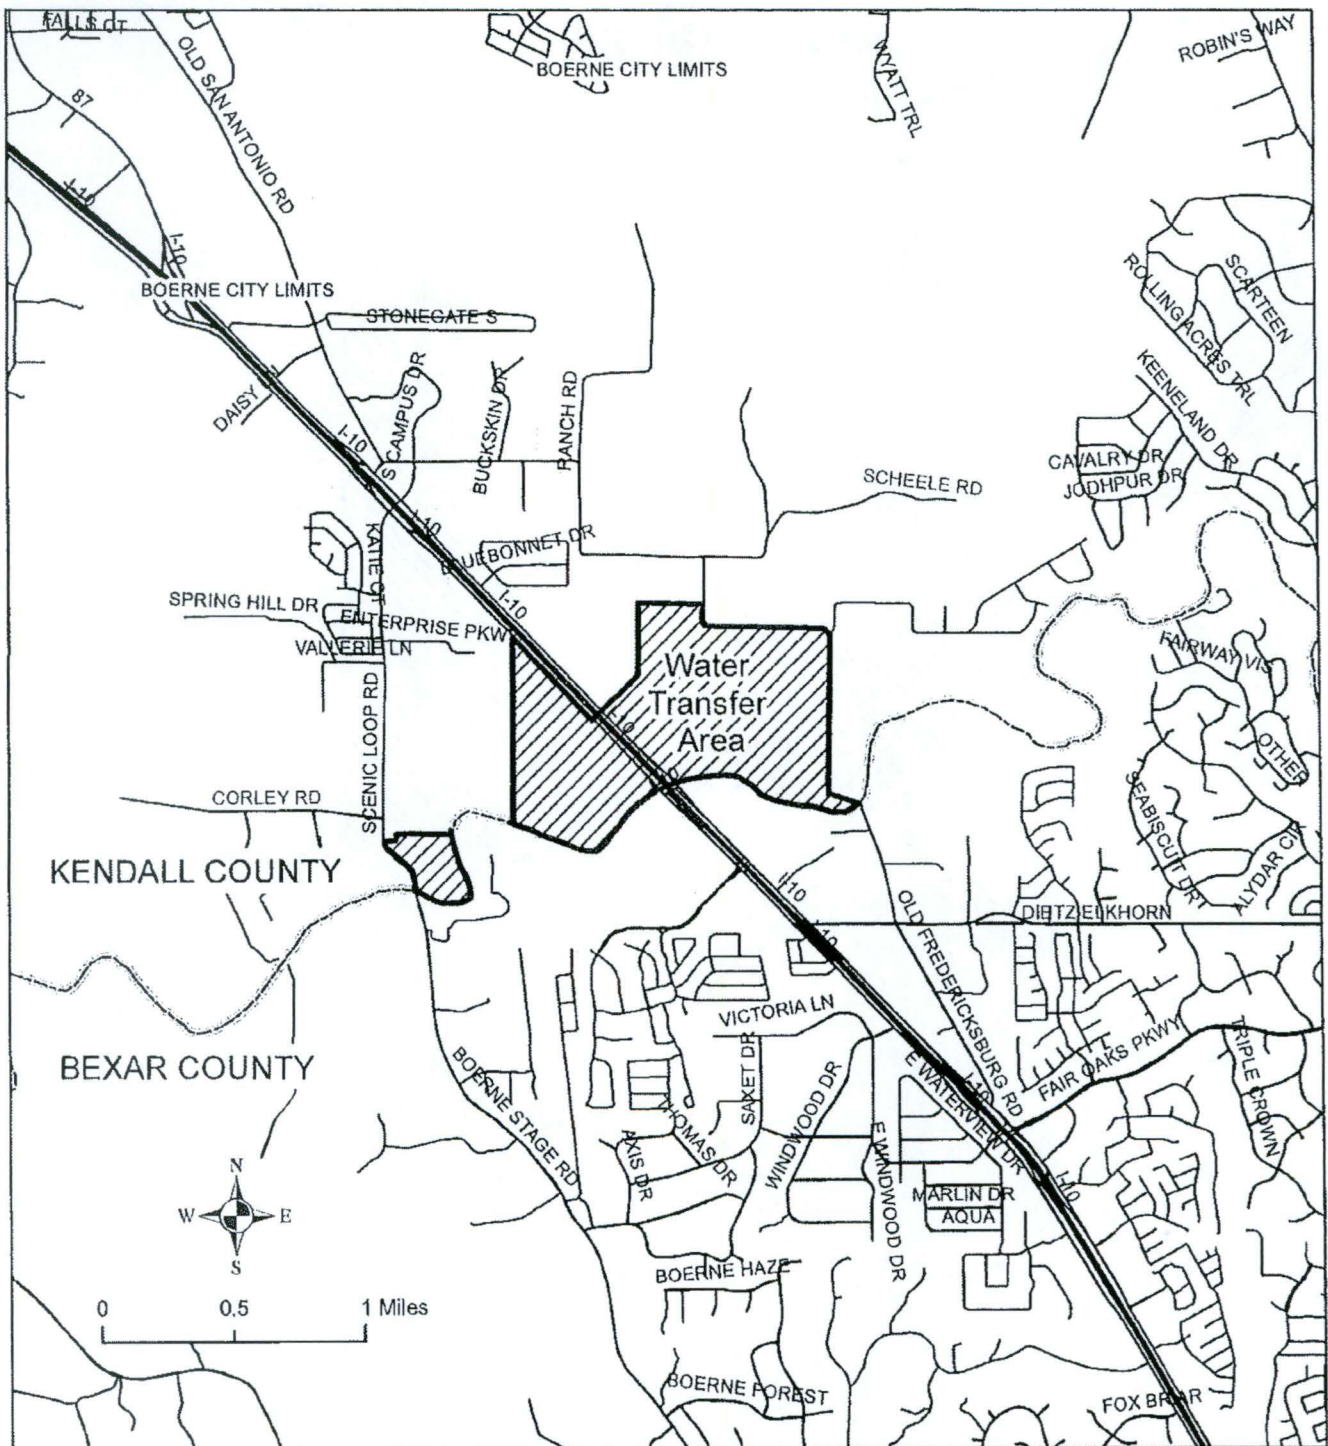 FALLS CT
OLD SAN ANTONIO RD
BOERNE CITY LIMITS
WYATT TRL
ROBIN'S WAY
87
I-10
I-10
BOERNE CITY LIMITS
STONEGATE S
SCARTEEN
ROLLING ACRES TRL
KEENELAND DR
DAISY
S CAMPUS DR
BUCKSKIN DR
RANCH RD
I-10
CAVALRY DR
JODHPUR DR
SCHEELE RD
I-10
KATIE CT
BLUEBONNET DR
I-10
SPRING HILL DR
ENTERPRISE PKW
VALLERIE LN
FAIRWAY VIS
Water
Transfer
Area
I-10
SCENIC LOOP RD
OTHER
CORLEY RD
SEABISCUIT DR
ALYDAR CIR
KENDALL COUNTY
I-10
OLD FREDERICKSBURG RD
DIETZ ELKHORN
I-10
VICTORIA LN
SAXET DR
WINDWOOD DR
E WATERVIEW DR
I-10
FAIR OAKS PKWY
TRIPLE CROWN
BEXAR COUNTY
BOERNE STAGE RD
AXIS DR
THOMAS DR
E WINDWOOD DR
MARLIN DR
AQUA
I-10
N
W E
S
BOERNE HAZE
0 0.5 1 Miles
BOERNE FOREST
FOX BRIAR